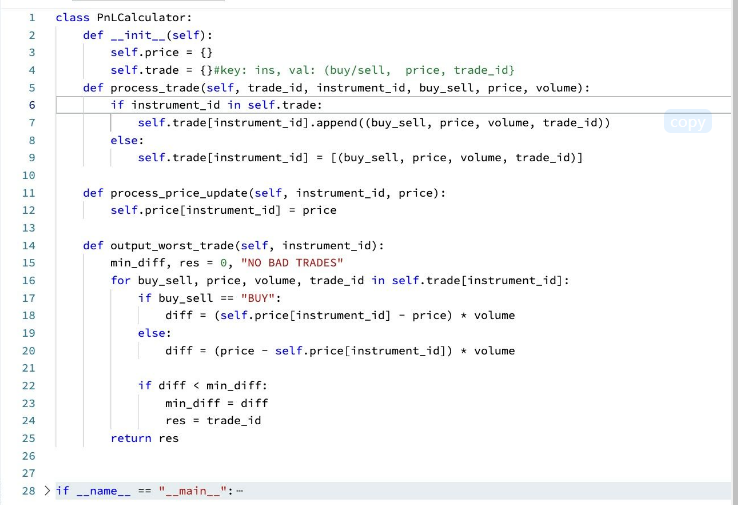 1 class PnLCalculator:
2 def __init__(self):
3 self.price = {}
4 self.trade = {}#key: ins, val: (buy/sell,  price, trade_id}
5 def process_trade(self, trade_id, instrument_id, buy_sell, price, volume):
6 if instrument_id in self.trade:
7 self.trade[instrument_id].append((buy_sell, price, volume, trade_id))
copy
8 else:
9 self.trade[instrument_id] = [(buy_sell, price, volume, trade_id)]
10
11 def process_price_update(self, instrument_id, price):
12 self.price[instrument_id] = price
13
14 def output_worst_trade(self, instrument_id):
15 min_diff, res = 0, "NO BAD TRADES"
16 for buy_sell, price, volume, trade_id in self.trade[instrument_id]:
17 if buy_sell == "BUY":
18 diff = (self.price[instrument_id] - price) * volume
19 else:
20 diff = (price - self.price[instrument_id]) * volume
21
22 if diff < min_diff:
23 min_diff = diff
24 res = trade_id
25 return res
26
27
28 > if __name__ == "__main__":⋯